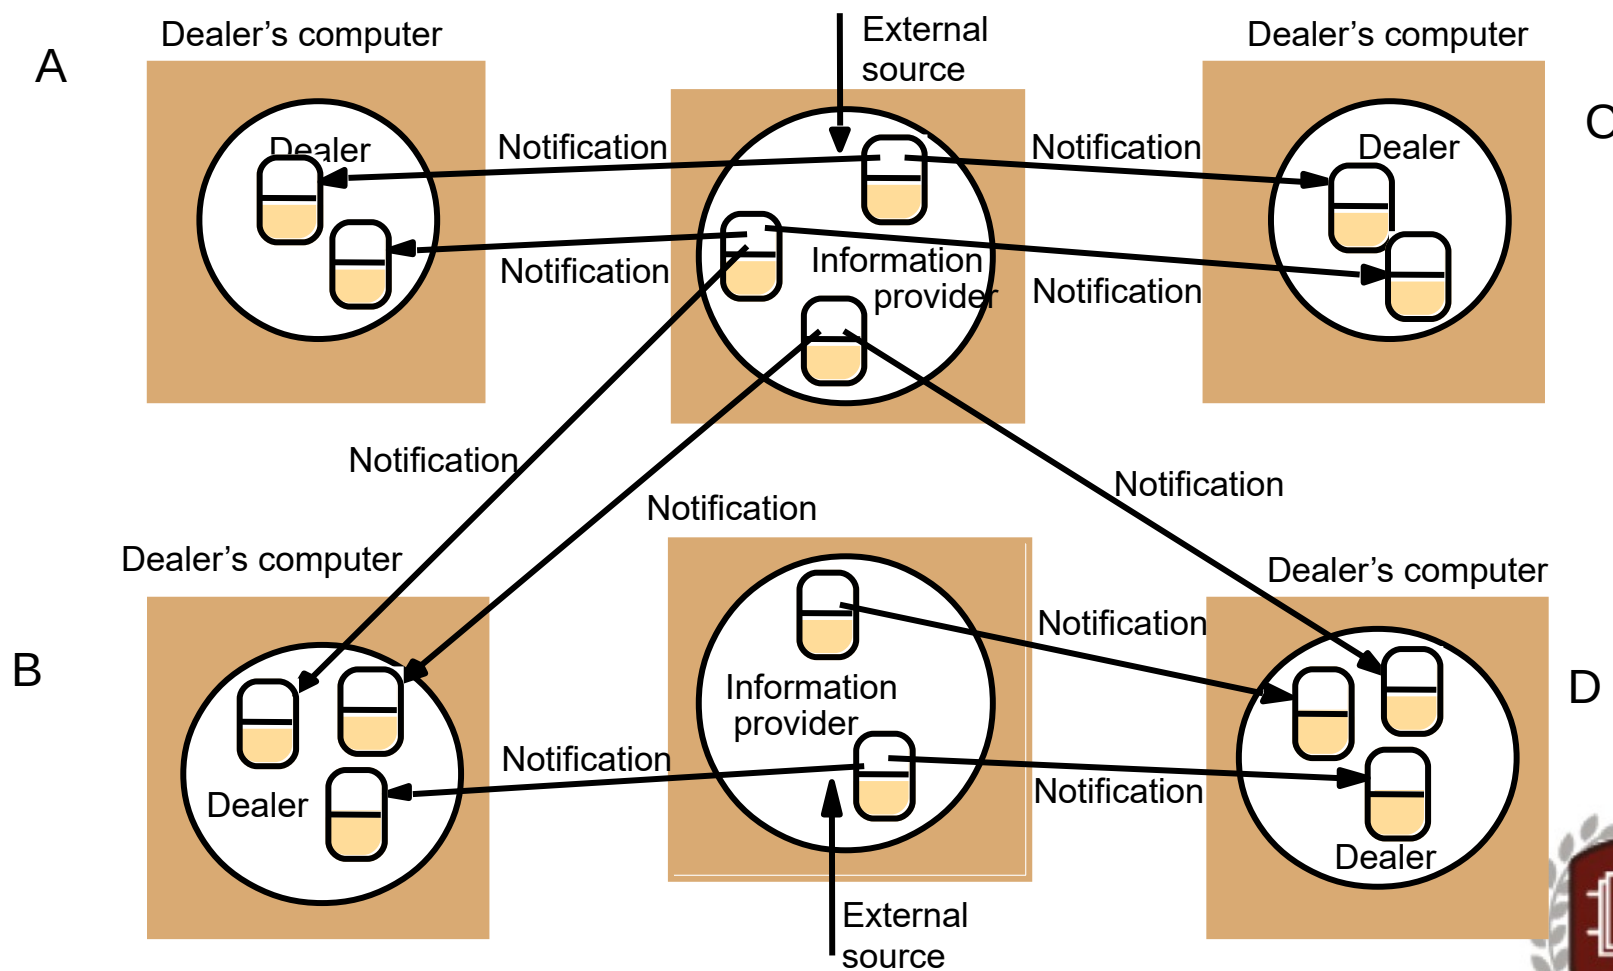 Dealer’s computer
External
source
Dealer’s computer
A
C
Dealer
Notification
Notification
Dealer
Information
provider
Notification
Notification
Notification
Notification
Notification
Dealer’s computer
Dealer’s computer
Notification
B
D
Information
provider
Notification
Notification
Dealer
Dealer
External
source